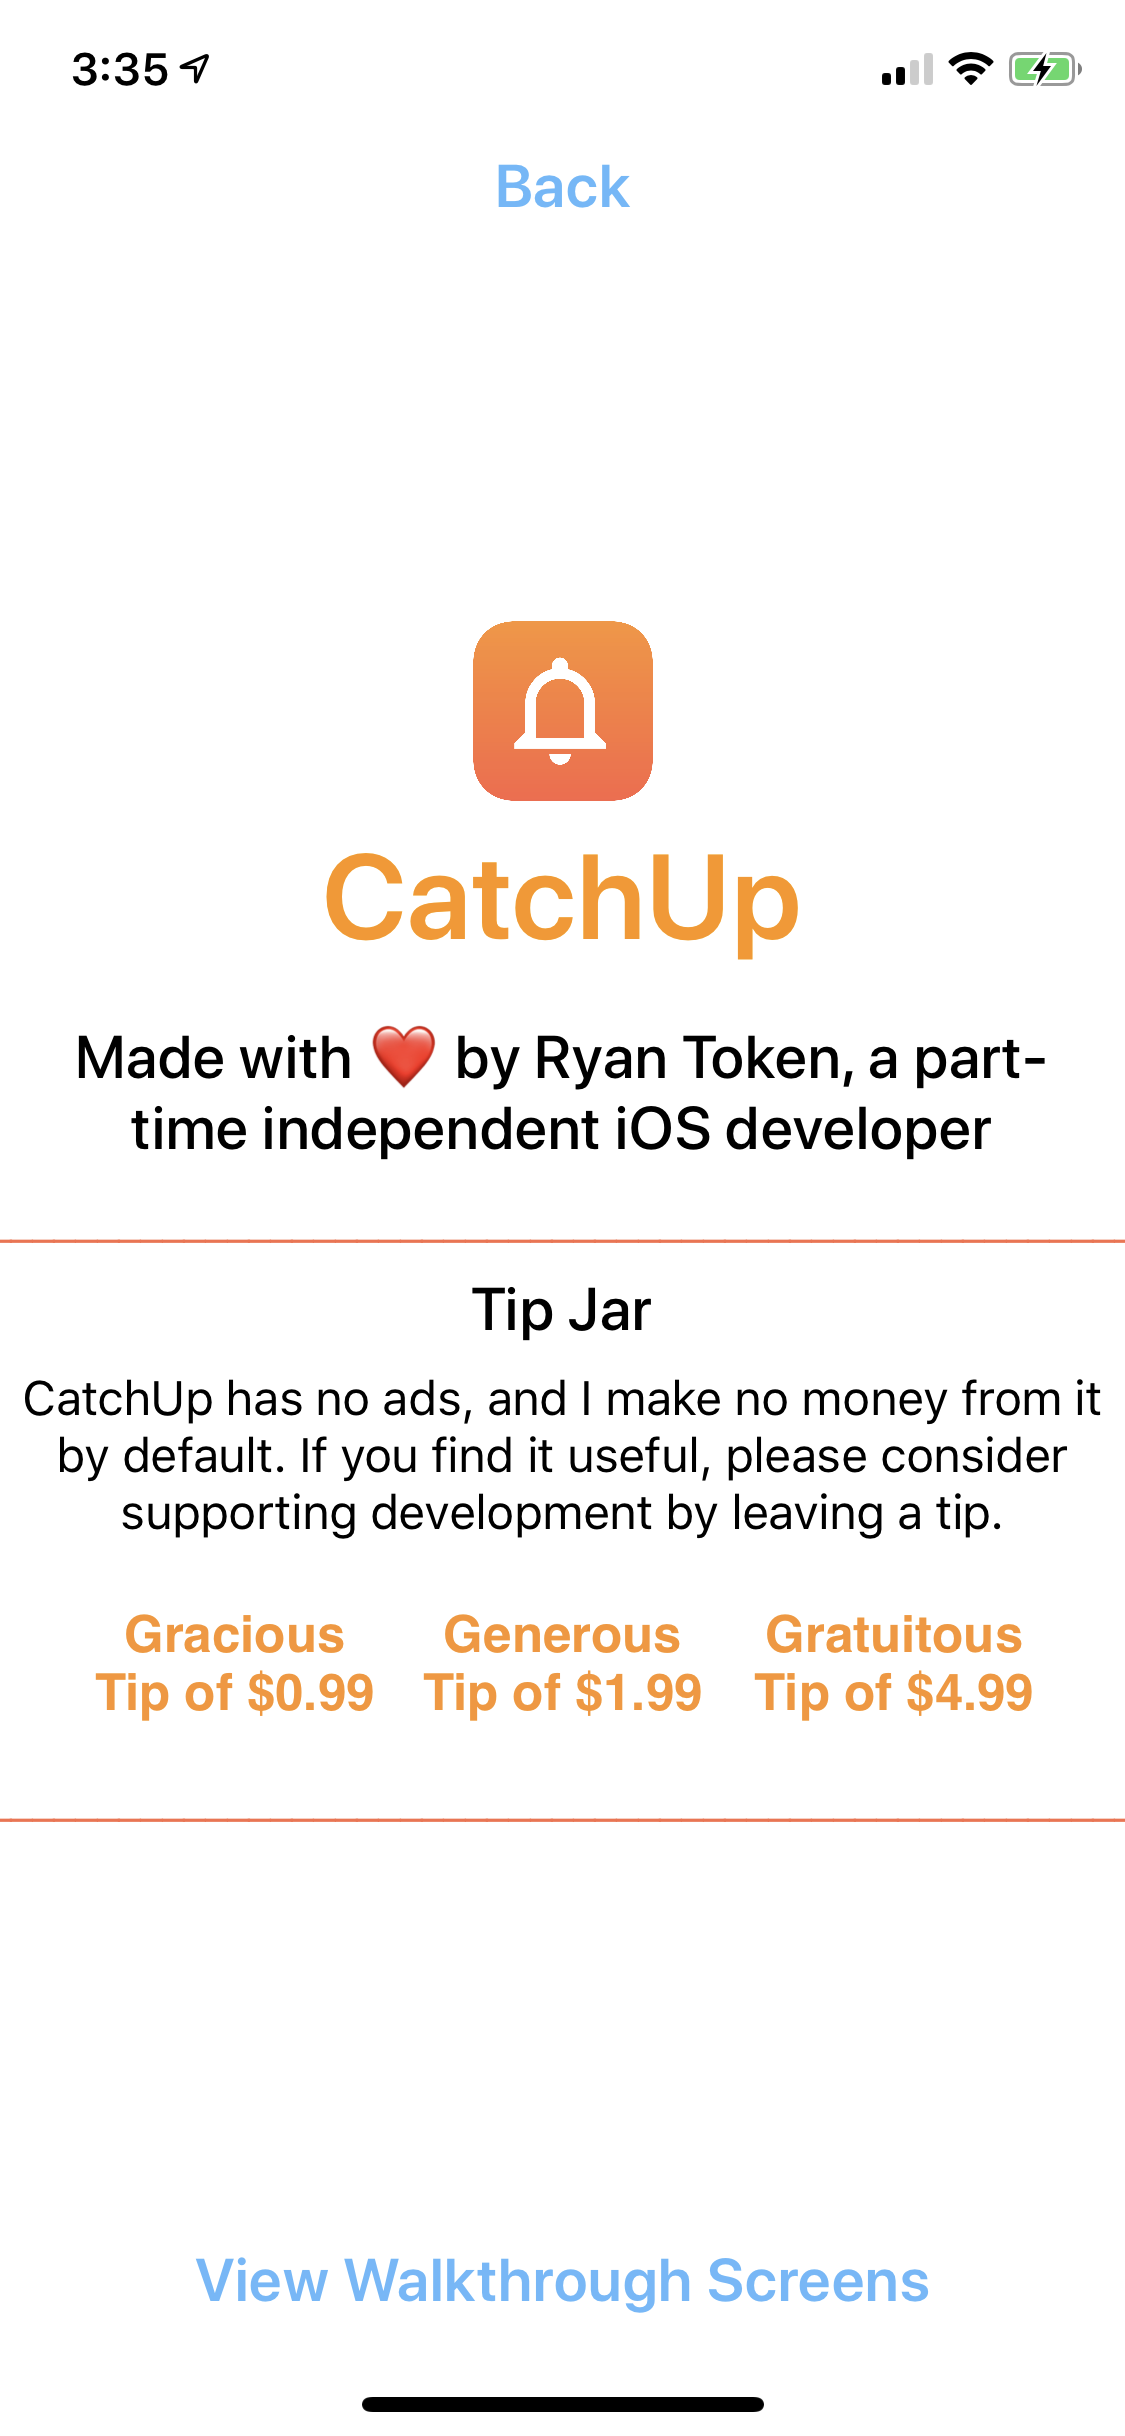 3:35
Back
CatchUp
Made with ❤️ by Ryan Token, a part-
time independent iOS developer
Tip Jar
CatchUp has no ads, and I make no money from it
by default. If you find it useful, please consider
supporting development by leaving a tip.
Gracious
Tip of $0.99
Generous
Tip of $1.99
Gratuitous
Tip of $4.99
View Walkthrough Screens